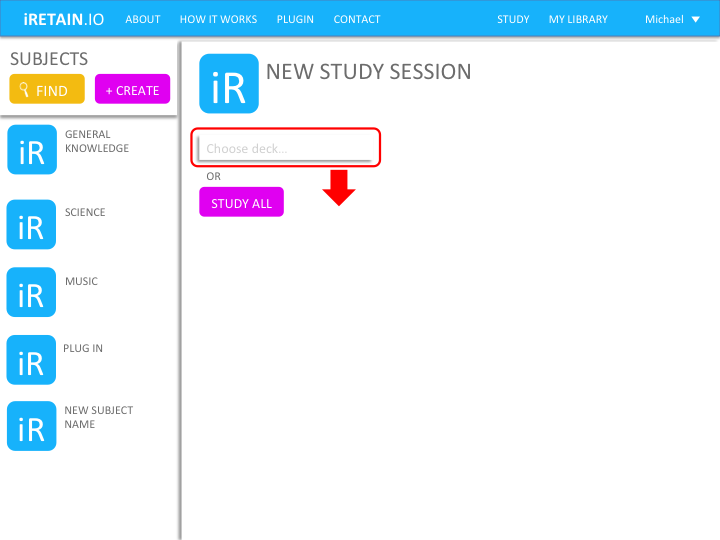 iRETAIN.IO ABOUT HOW IT WORKS PLUGIN CONTACT STUDY MY LIBRARY Michael
SUBJECTS
FIND + CREATE
iR GENERAL
KNOWLEDGE
iR SCIENCE
iR MUSIC
iR PLUG IN
iR NEW SUBJECT
NAME
iR NEW STUDY SESSION
Choose deck...
OR
STUDY ALL